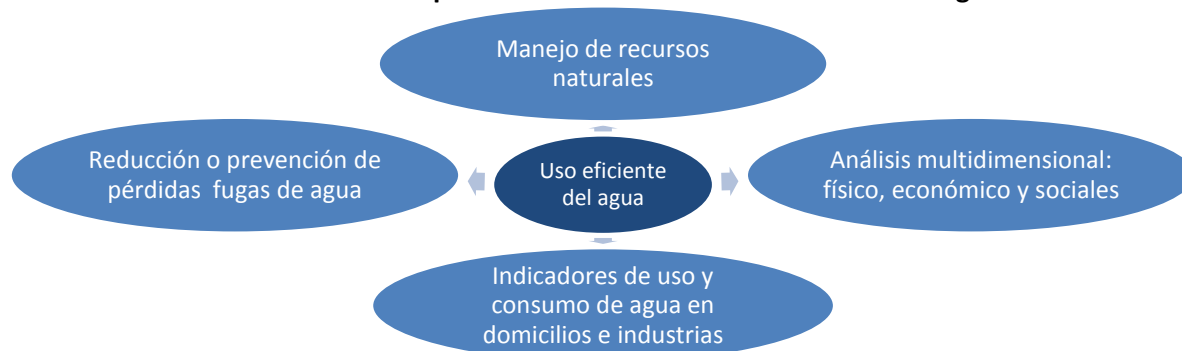 Manejo de recursos
naturales
Reducción o prevención de
pérdidas fugas de agua
Uso eficiente
del agua
Análisis multidimensional:
físico, económico y sociales
Indicadores de uso y
consumo de agua en
domicilios e industrias